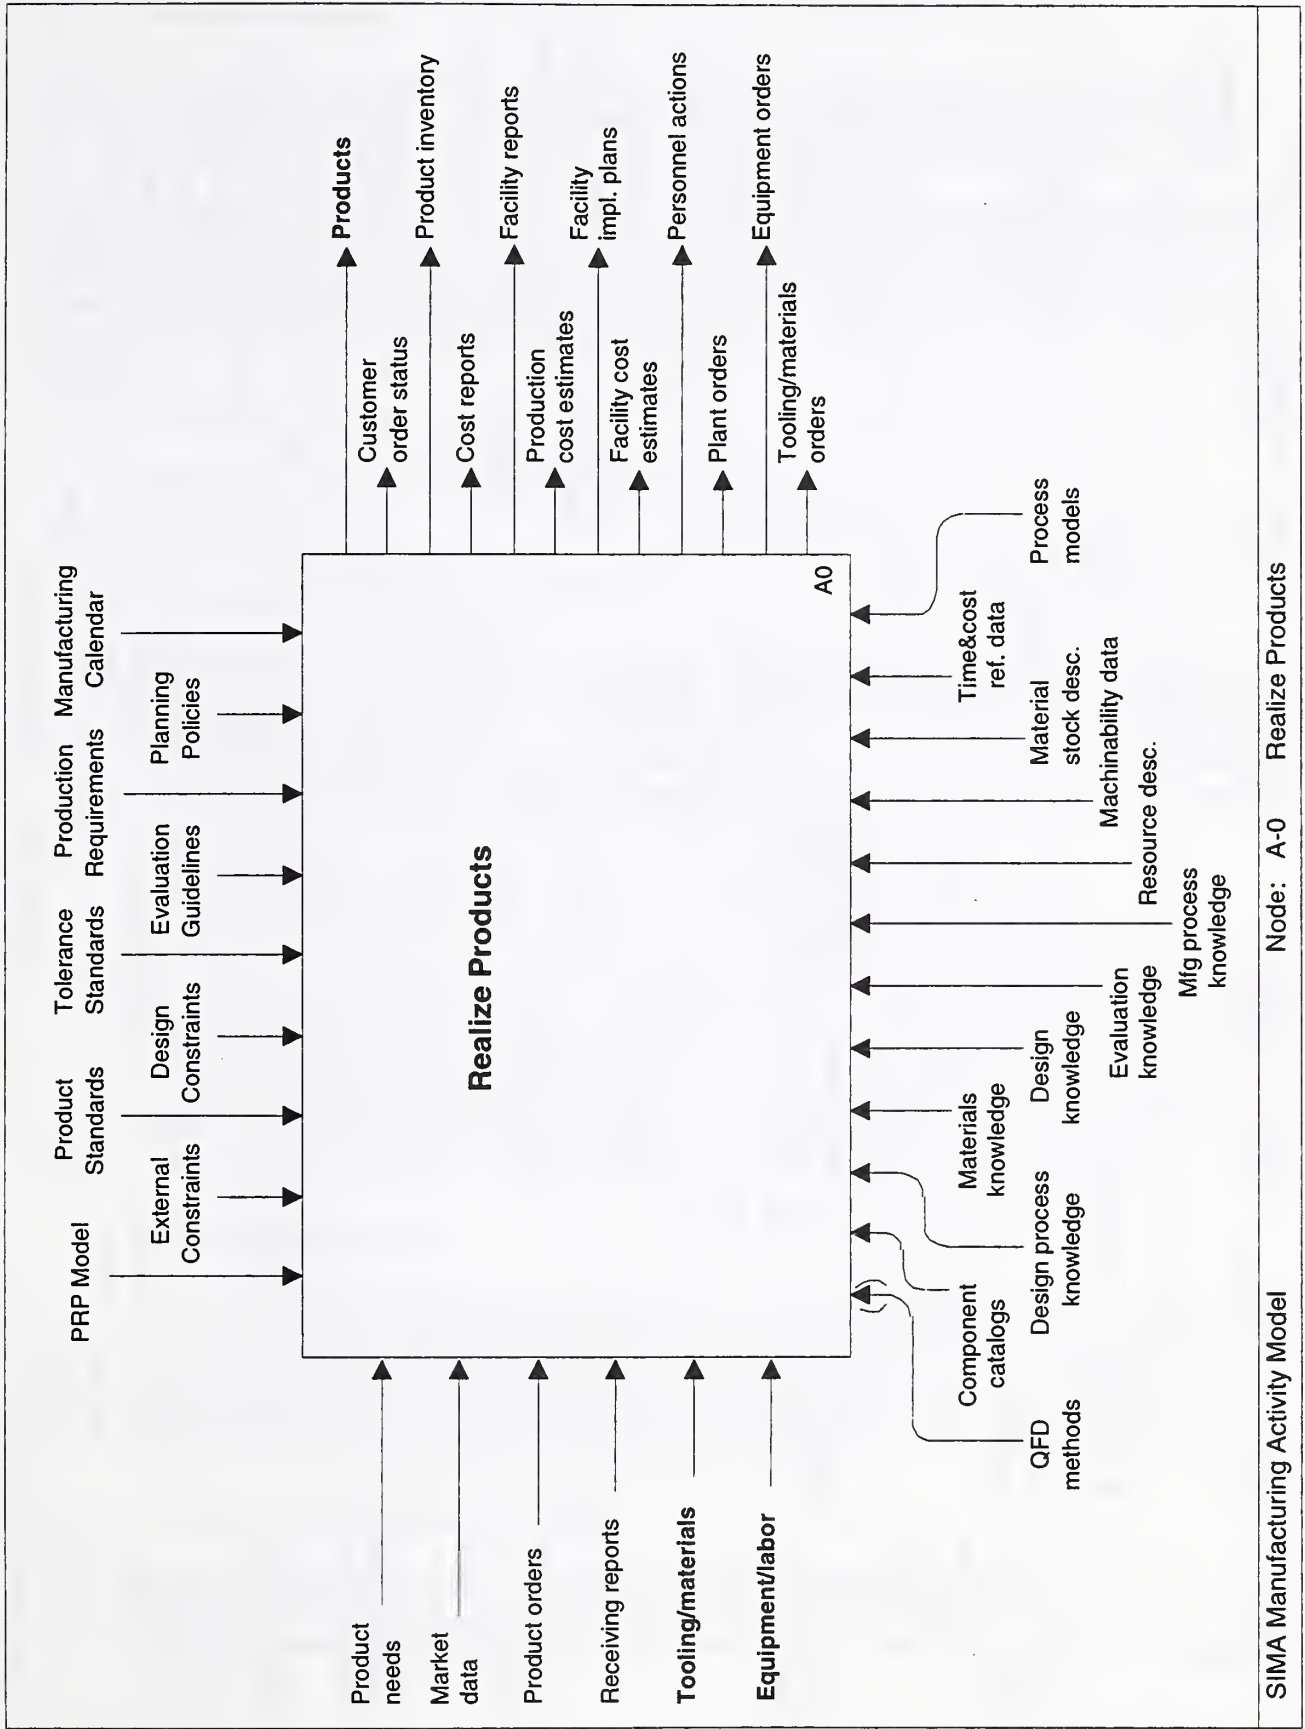 PRP Model
External
Constraints
Product
Standards
Design
Constraints
Tolerance
Standards
Evaluation
Guidelines
Production
Requirements
Planning
Policies
Manufacturing
Calendar
Product
needs
Market
data
Product orders
Receiving reports
Tooling/materials
Equipment/labor
Realize Products
A0
Products
Customer
order status
Product inventory
Cost reports
Facility reports
Production
cost estimates
Facility
impl. plans
Facility cost
estimates
Personnel actions
Plant orders
Equipment orders
Tooling/materials
orders
QFD
methods
Component
catalogs
Design process
knowledge
Materials
knowledge
Design
knowledge
Evaluation
knowledge
Mfg process
knowledge
Resource desc.
Machinability data
Material
stock desc.
Time&cost
ref. data
Process
models
SIMA Manufacturing Activity Model
Node: A-0 Realize Products